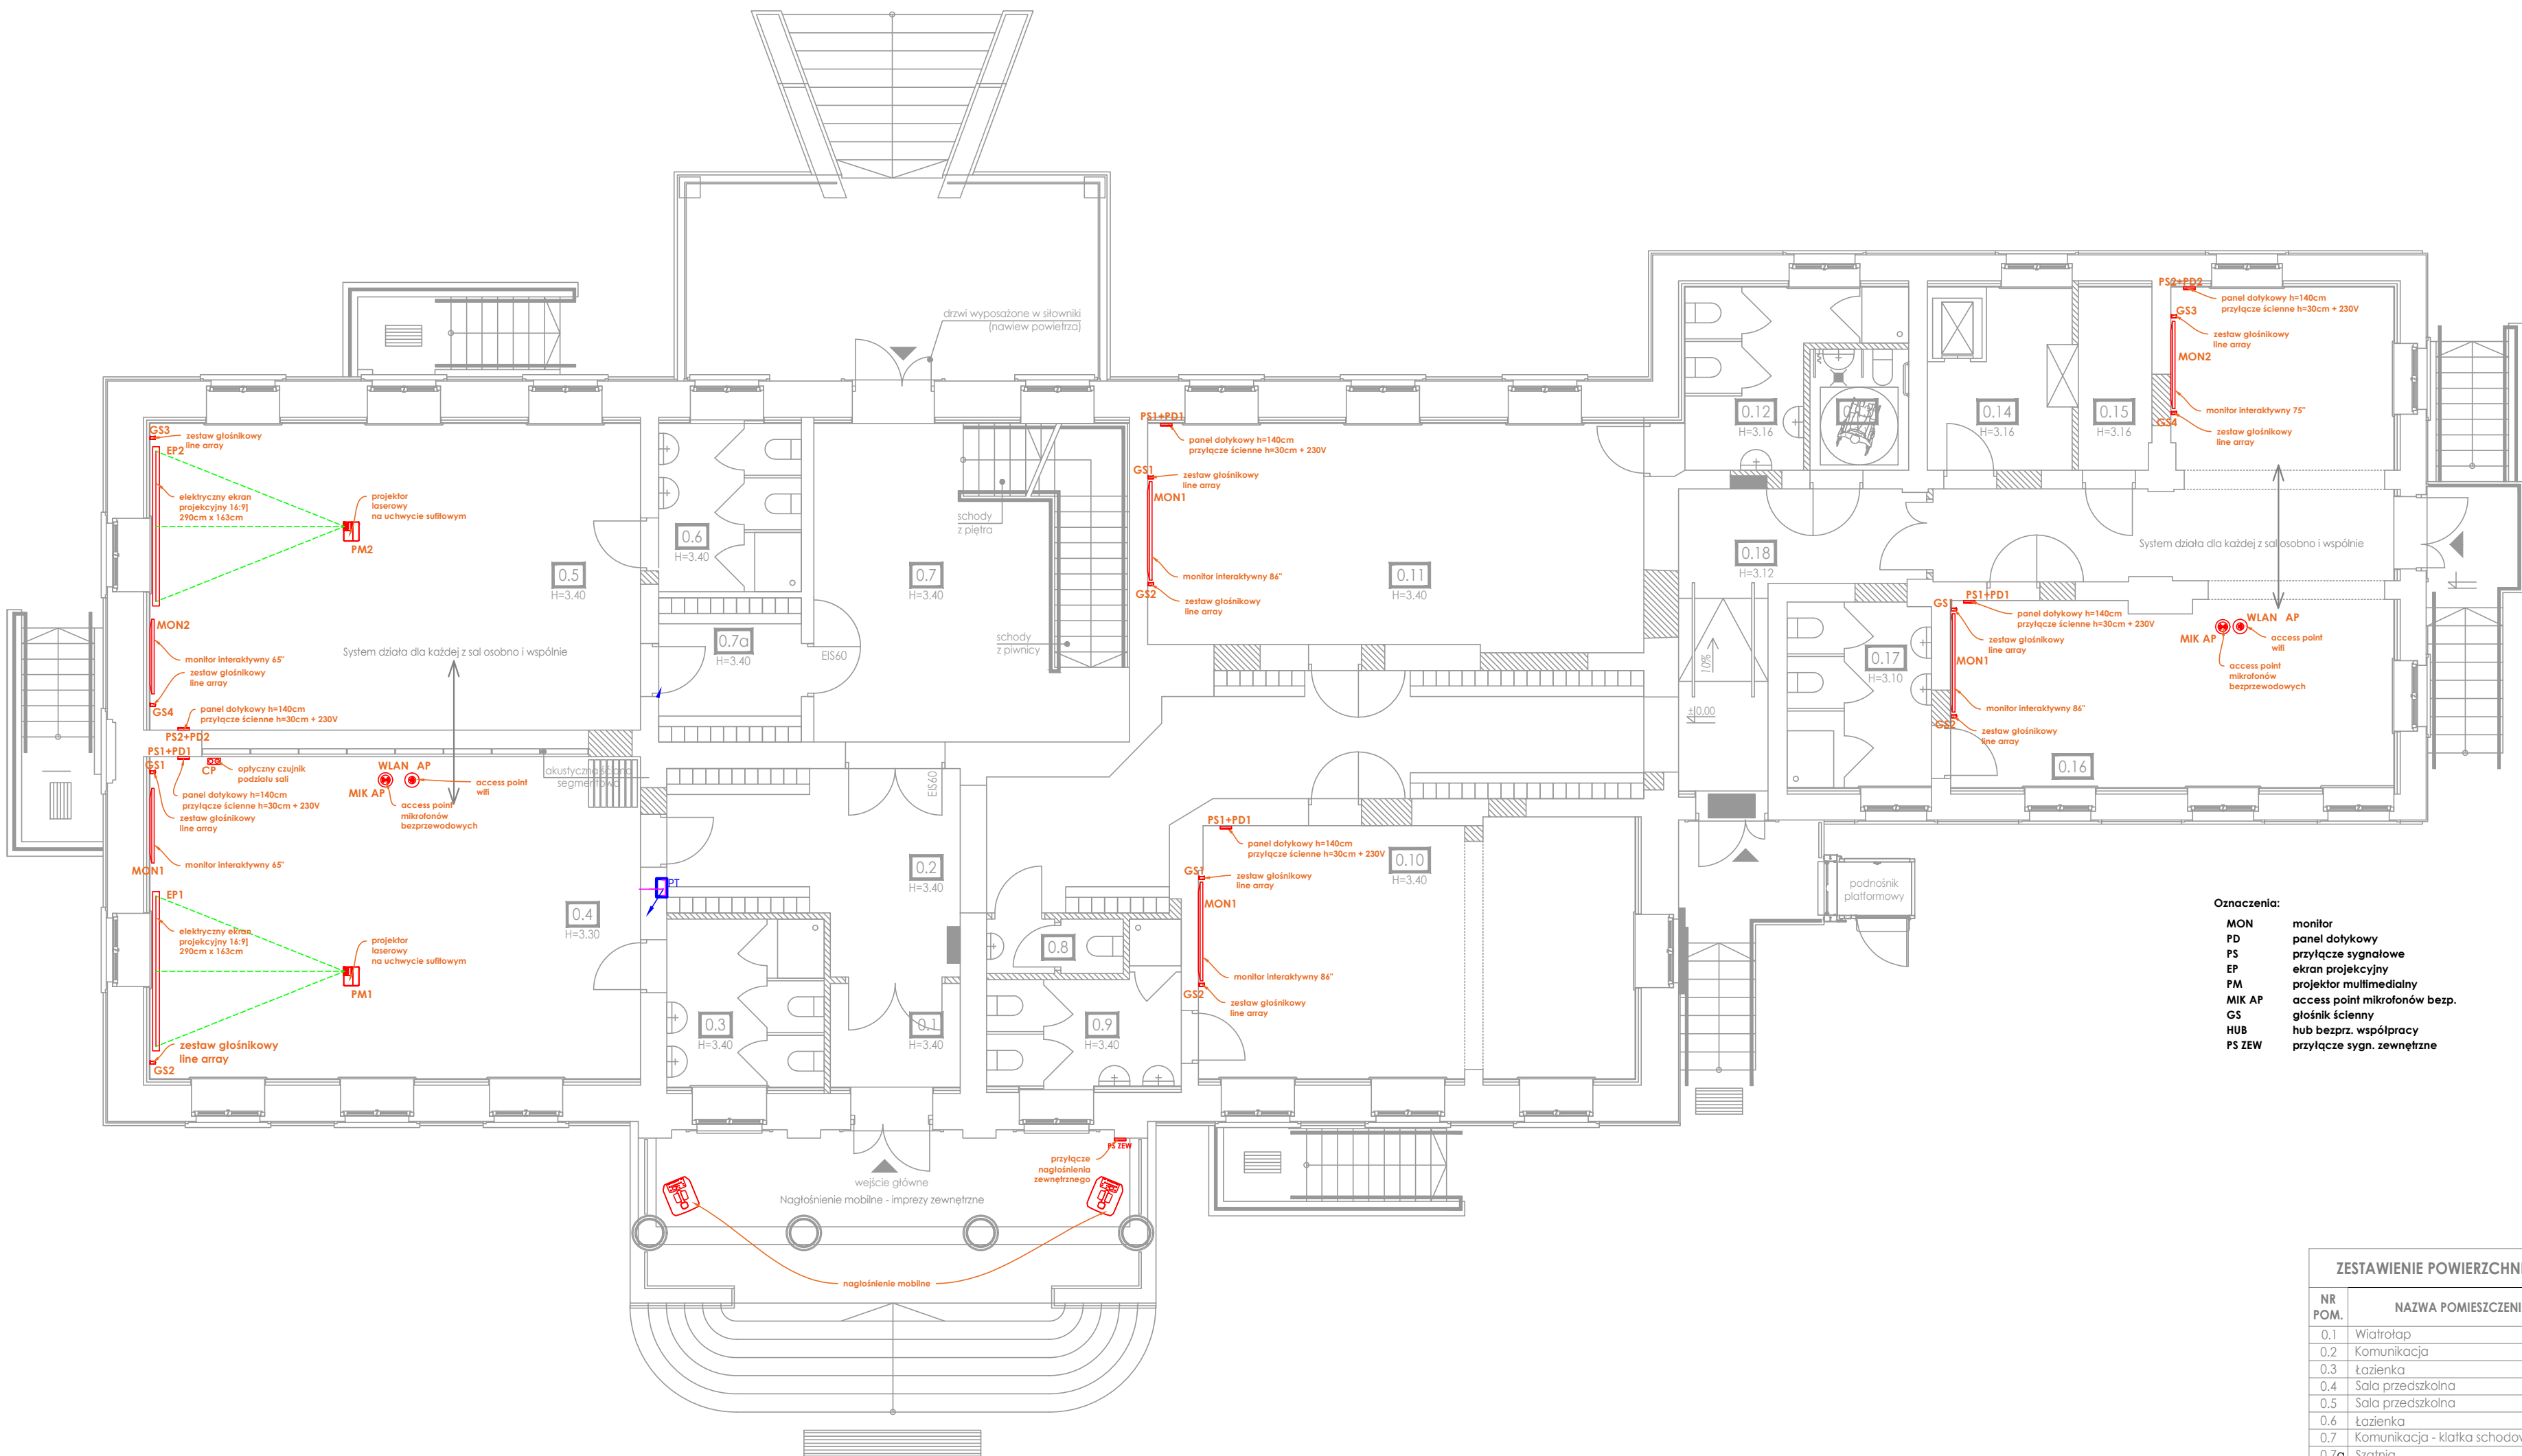 drzwi wyposażone w siłowniki
(nawiew powietrza)
GS3
zestaw głośnikowy
line array
EP2
elektryczny ekran
projekcyjny 16:9]
290cm x 163cm
projektor
laserowy
na uchwycie sufitowym
PM2
0.5
H=3.40
MON2
monitor interaktywny 65"
zestaw głośnikowy
line array
GS4
System działa dla każdej z sal osobno i wspólnie
panel dotykowy h=140cm
przyłącze ścienne h=30cm + 230V
PS2+PD2
PS1+PD1
GS1
CP
optyczny czujnik
podziału sali
panel dotykowy h=140cm
przyłącze ścienne h=30cm + 230V
zestaw głośnikowy
line array
WLAN AP
MIK AP
access point
wifi
access point
mikrofonów
bezprzewodowych
monitor interaktywny 65"
MON1
EP1
elektryczny ekran
projekcyjny 16:9]
290cm x 163cm
projektor
laserowy
na uchwycie sufitowym
PM1
0.4
H=3.30
zestaw głośnikowy
line array
GS2
0.6
H=3.40
0.7
H=3.40
0.7a
H=3.40
EIS60
schody
z piętra
schody
z piwnicy
EIS60
PT
0.2
H=3.40
0.3
H=3.40
0.1
H=3.40
0.8
0.9
H=3.40
PS1+PD1
panel dotykowy h=140cm
przyłącze ścienne h=30cm + 230V
GS1
zestaw głośnikowy
line array
MON1
monitor interaktywny 86"
GS2
zestaw głośnikowy
line array
0.11
H=3.40
PS1+PD1
panel dotykowy h=140cm
przyłącze ścienne h=30cm + 230V
0.10
H=3.40
GS1
zestaw głośnikowy
line array
MON1
monitor interaktywny 86"
GS2
zestaw głośnikowy
line array
0.12
H=3.16
0.14
H=3.16
0.15
H=3.16
PS2+PD2
panel dotykowy h=140cm
przyłącze ścienne h=30cm + 230V
GS3
zestaw głośnikowy
line array
MON2
monitor interaktywny 75"
GS4
zestaw głośnikowy
line array
0.18
H=3.12
System działa dla każdej z sal osobno i wspólnie
10%
±0,00
0.17
H=3.10
GS1
PS1+PD1
panel dotykowy h=140cm
przyłącze ścienne h=30cm + 230V
zestaw głośnikowy
line array
MON1
monitor interaktywny 86"
GS2
zestaw głośnikowy
line array
0.16
WLAN AP
MIK AP
access point
wifi
access point
mikrofonów
bezprzewodowych
podnośnik
platformowy
PS ZEW
przyłącze
nagłośnienia
zewnętrznego
wejście główne
Nagłośnienie mobilne - imprezy zewnętrzne
nagłośnienie mobilne
Oznaczenia:
MON monitor
PD panel dotykowy
PS przyłącze sygnałowe
EP ekran projekcyjny
PM projektor multimedialny
MIK AP access point mikrofonów bezp.
GS głośnik ścienny
HUB hub bezprz. współpracy
PS ZEW przyłącze sygn. zewnętrzne
ZESTAWIENIE POWIERZCHNI
NR
POM.
NAZWA POMIESZCZENI
0.1 Wiatrołap
0.2 Komunikacja
0.3 Łazienka
0.4 Sala przedszkolna
0.5 Sala przedszkolna
0.6 Łazienka
0.7 Komunikacja - klatka schodow
0.7a Szatnia